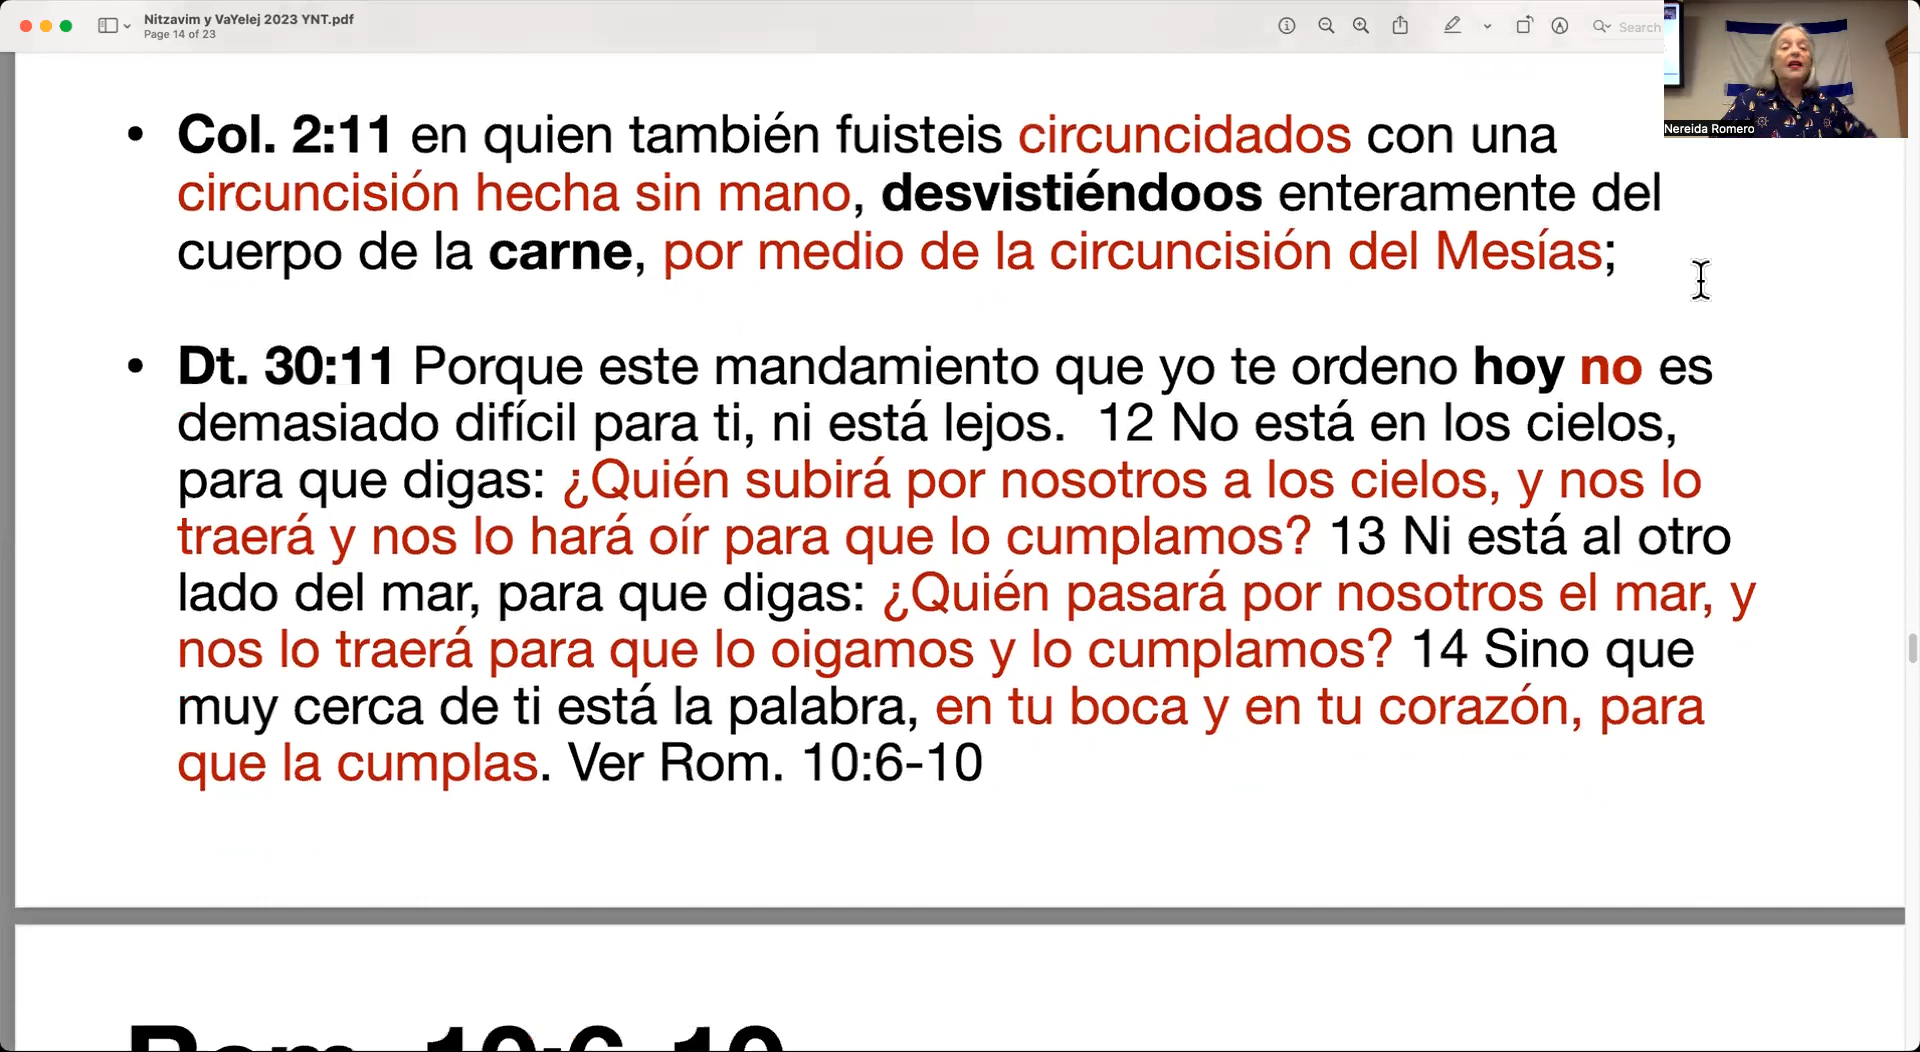 Nitzavim y VaYelej 2023 YNT.pdf
Page 14 of 23
Search
Nereida Romero
• Col. 2:11 en quien también fuisteis circuncidados con una
circuncisión hecha sin mano, desvistiéndoos enteramente del
cuerpo de la carne, por medio de la circuncisión del Mesías;
• Dt. 30:11 Porque este mandamiento que yo te ordeno hoy no es
demasiado difícil para ti, ni está lejos. 12 No está en los cielos,
para que digas: ¿Quién subirá por nosotros a los cielos, y nos lo
traerá y nos lo hará oír para que lo cumplamos? 13 Ni está al otro
lado del mar, para que digas: ¿Quién pasará por nosotros el mar, y
nos lo traerá para que lo oigamos y lo cumplamos? 14 Sino que
muy cerca de ti está la palabra, en tu boca y en tu corazón, para
que la cumplas. Ver Rom. 10:6-10
Rom. 10:6-10